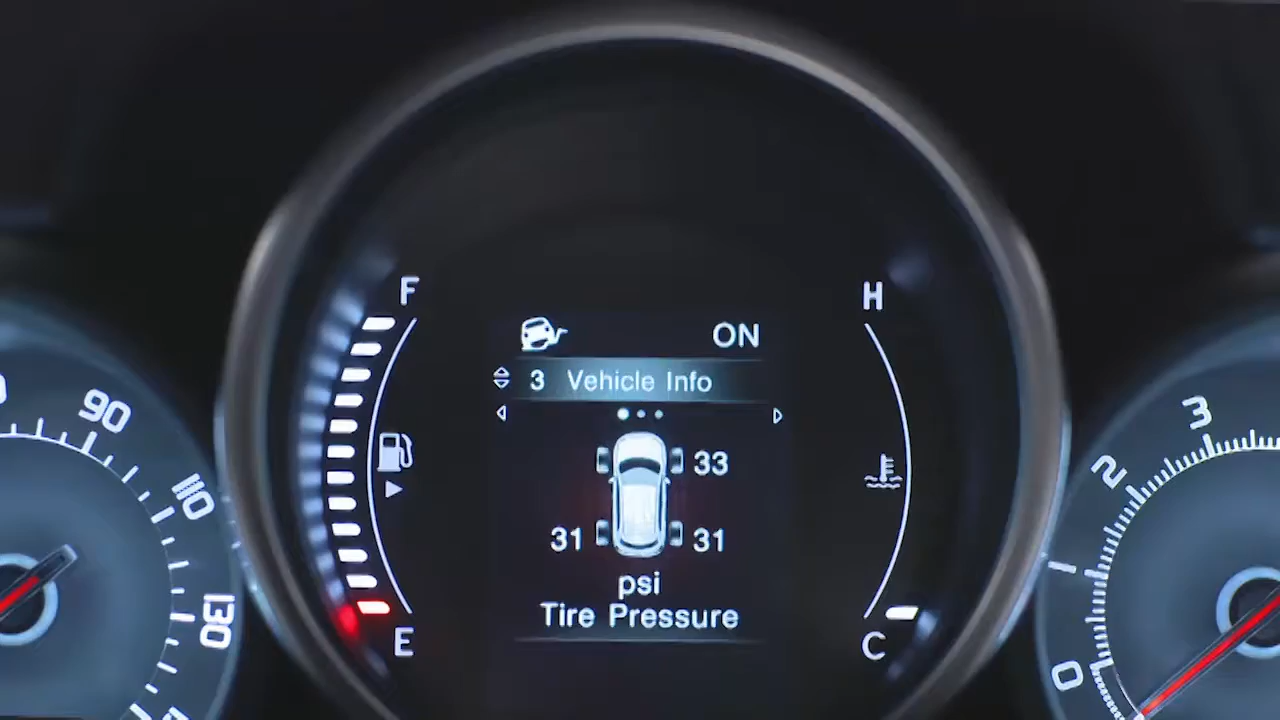 F
H
ON
3 Vehicle Info
33
31 31
psi
Tire Pressure
E
C
90
110
130
0
1
2
3